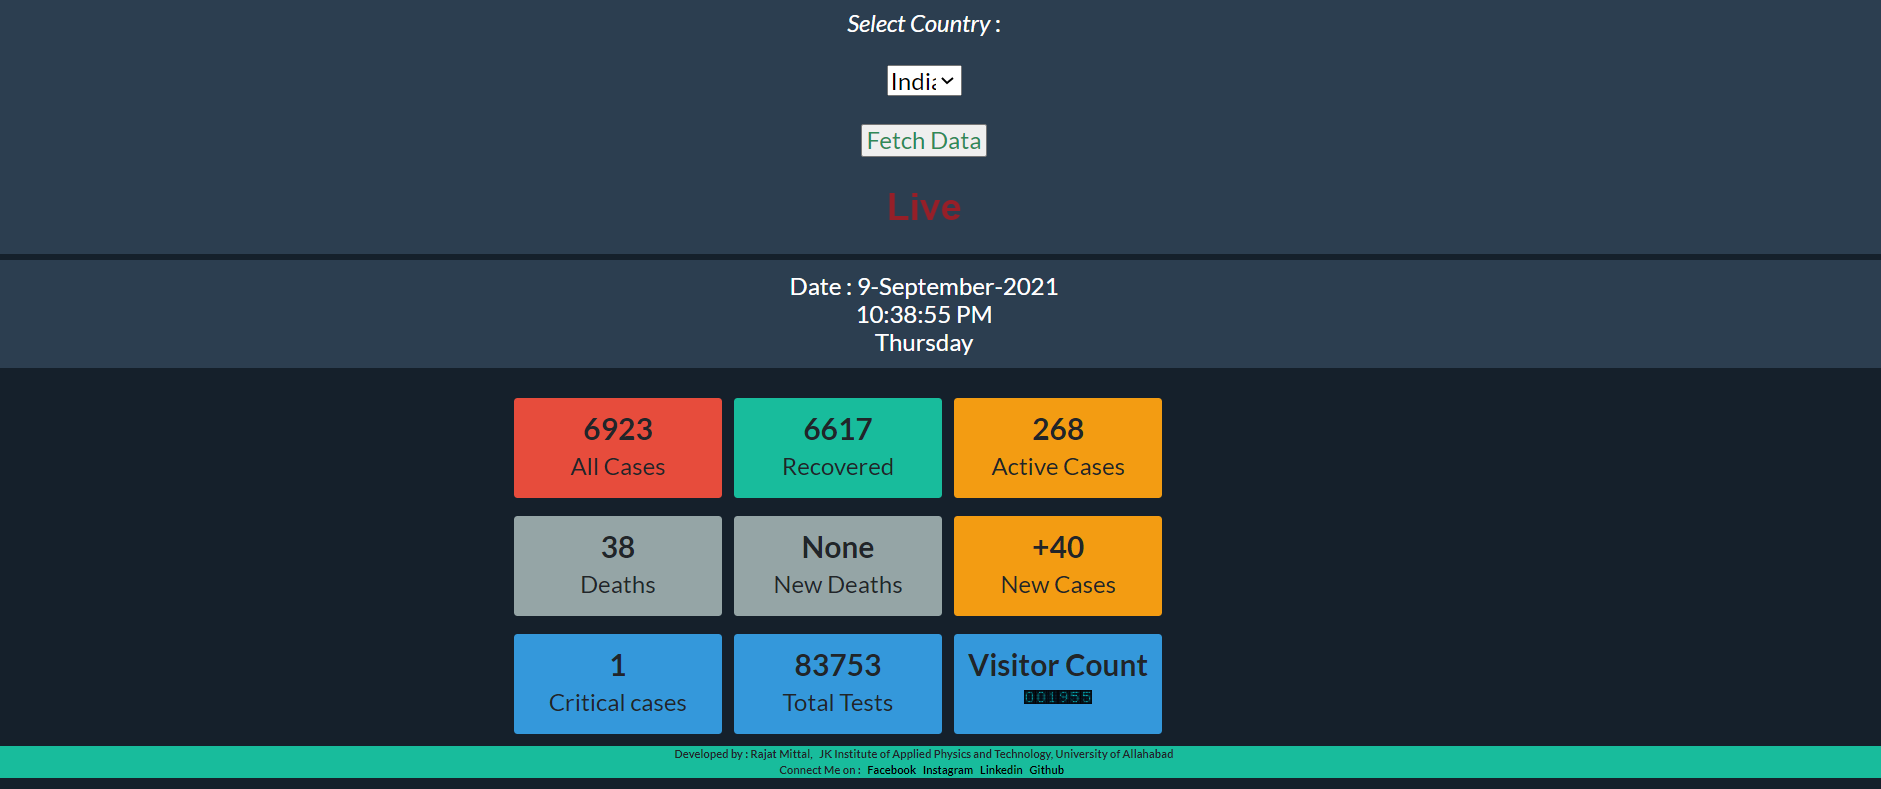 Select Country :
India
Fetch Data
Live
Date : 9-September-2021
10:38:55 PM
Thursday
6923
All Cases
6617
Recovered
268
Active Cases
38
Deaths
None
New Deaths
+40
New Cases
1
Critical cases
83753
Total Tests
Visitor Count
001955
Developed by : Rajat Mittal, JK Institute of Applied Physics and Technology, University of Allahabad
Connect Me on : Facebook Instagram Linkedin Github